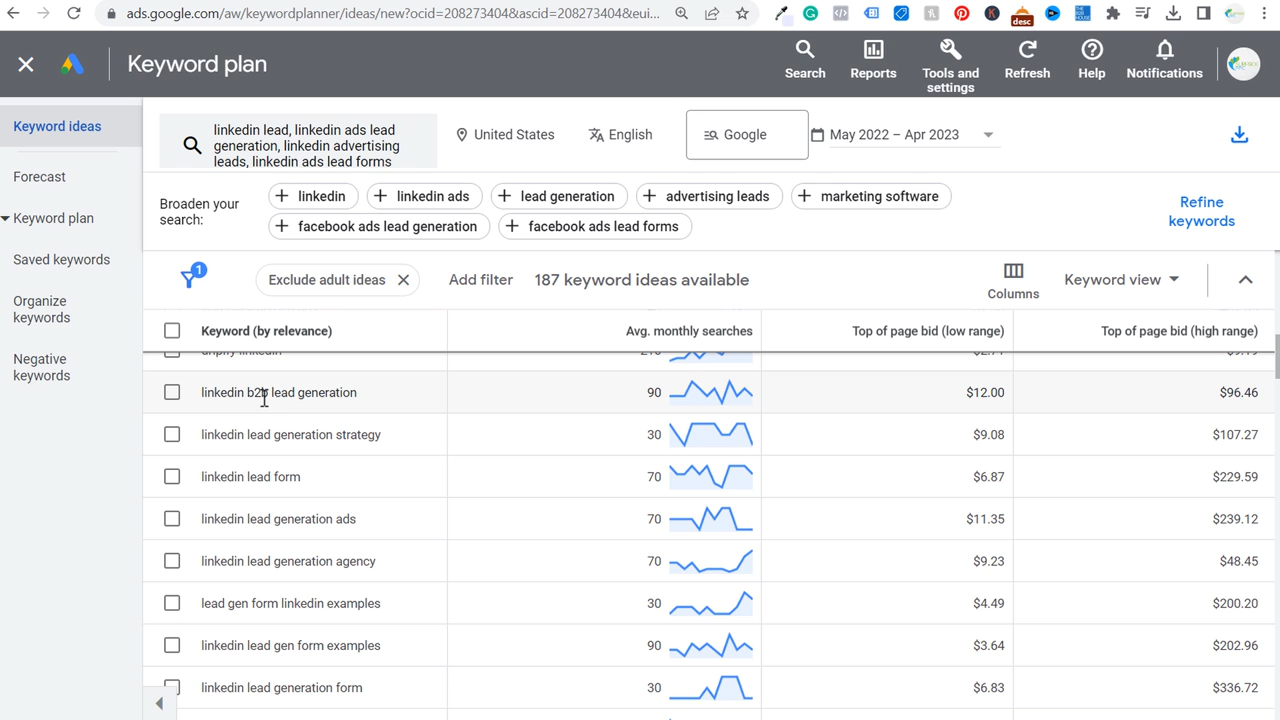 ads.google.com/aw/keywordplanner/ideas/new?ocid=208273404&ascid=208273404&eui...
desc
Keyword plan
Search
Reports
Tools and
settings
Refresh
Help
Notifications
Keyword ideas
Forecast
Keyword plan
Saved keywords
Organize
keywords
Negative
keywords
linkedin lead, linkedin ads lead
generation, linkedin advertising
leads, linkedin ads lead forms
United States
English
Google
May 2022 – Apr 2023
Broaden your
search:
linkedin
linkedin ads
lead generation
advertising leads
marketing software
facebook ads lead generation
facebook ads lead forms
Refine
keywords
1
Exclude adult ideas
Add filter
187 keyword ideas available
Columns
Keyword view
Keyword (by relevance) Avg. monthly searches Top of page bid (low range) Top of page bid (high range)
linkedin b2b lead generation 90 $12.00 $96.46
linkedin lead generation strategy 30 $9.08 $107.27
linkedin lead form 70 $6.87 $229.59
linkedin lead generation ads 70 $11.35 $239.12
linkedin lead generation agency 70 $9.23 $48.45
lead gen form linkedin examples 30 $4.49 $200.20
linkedin lead gen form examples 90 $3.64 $202.96
linkedin lead generation form 30 $6.83 $336.72